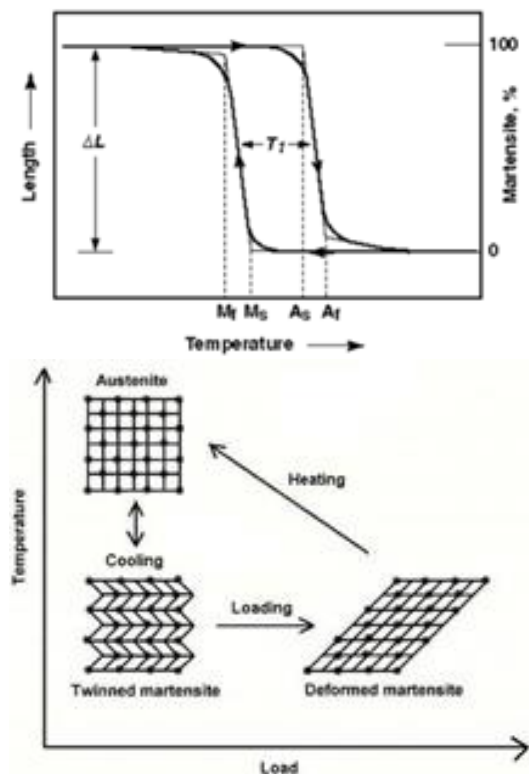 100
Length
ΔL
T1
Martensite, %
0
Mf Ms As Af
Temperature
Austenite
Heating
Temperature
Cooling
Loading
Twinned martensite
Deformed martensite
Load